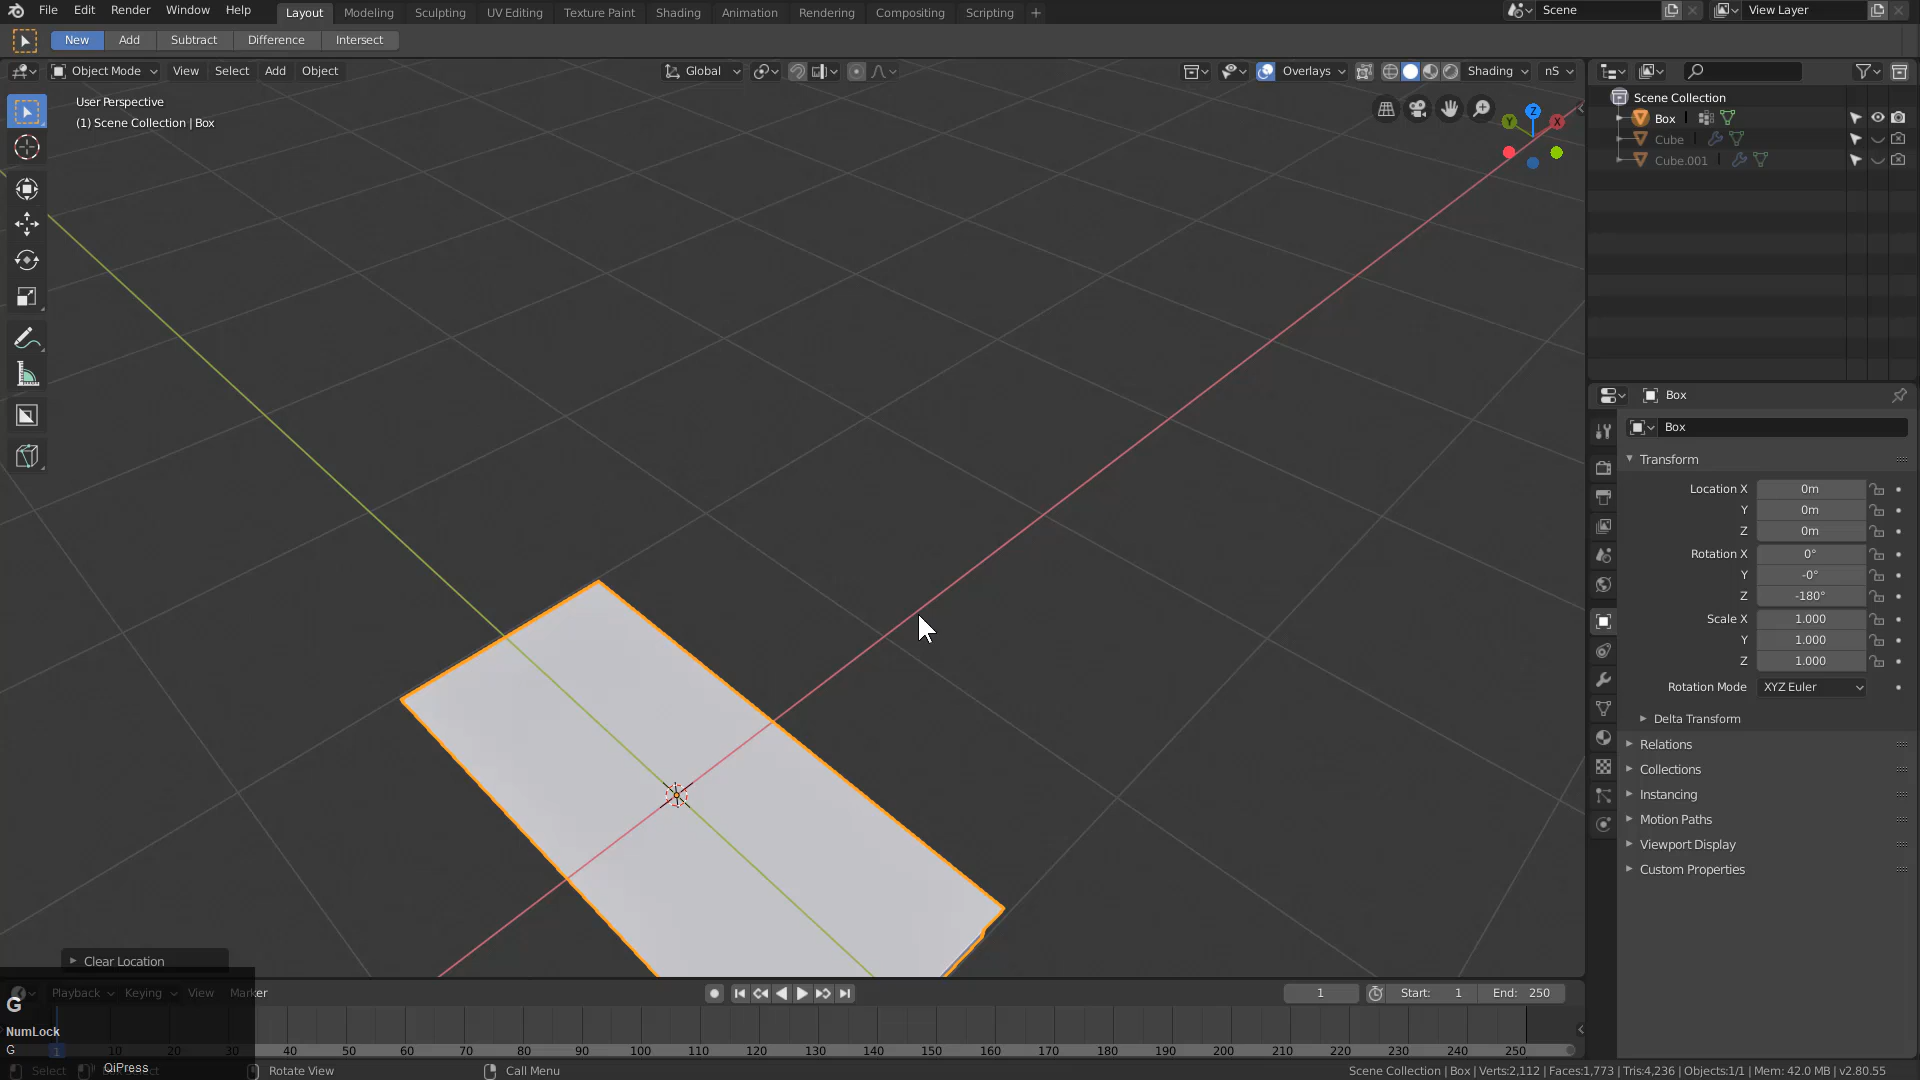 File Edit Render Window Help Layout Modeling Sculpting UV Editing Texture Paint Shading Animation Rendering Compositing Scripting + Scene View Layer
New Add Subtract Difference Intersect
Object Mode View Select Add Object Global Overlays Shading nS
User Perspective
(1) Scene Collection | Box
Z
Y
X
Scene Collection
Box
Cube
Cube.001
Box
Box
Transform
Location X 0m
Y 0m
Z 0m
Rotation X 0°
Y -0°
Z -180°
Scale X 1.000
Y 1.000
Z 1.000
Rotation Mode XYZ Euler
Delta Transform
Relations
Collections
Instancing
Motion Paths
Viewport Display
Custom Properties
Clear Location
Playback Keying View Marker 1 Start: 1 End: 250
G
NumLock
G
1 10 20 30 40 50 60 70 80 90 100 110 120 130 140 150 160 170 180 190 200 210 220 230 240 250
QiPress
Select Rotate View Call Menu Scene Collection | Box | Verts:2,112 | Faces:1,773 | Tris:4,236 | Objects:1/1 | Mem: 42.0 MB | v2.80.55